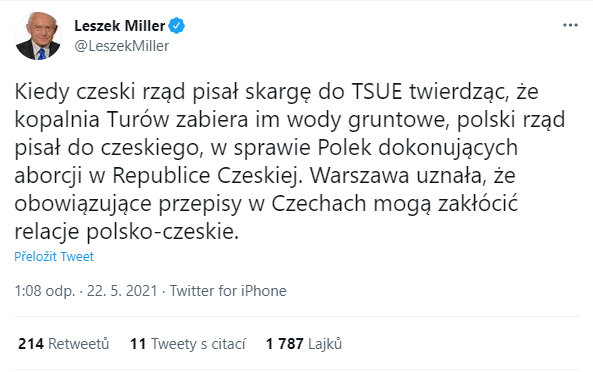 Leszek Miller
@LeszekMiller
Kiedy czeski rząd pisał skargę do TSUE twierdząc, że
kopalnia Turów zabiera im wody gruntowe, polski rząd
pisał do czeskiego, w sprawie Polek dokonujących
aborcji w Republice Czeskiej. Warszawa uznała, że
obowiązujące przepisy w Czechach mogą zakłócić
relacje polsko-czeskie.
Přeložit Tweet
1:08 odp. · 22. 5. 2021 · Twitter for iPhone
214 Retweetů 11 Tweety s citací 1 787 Lajků